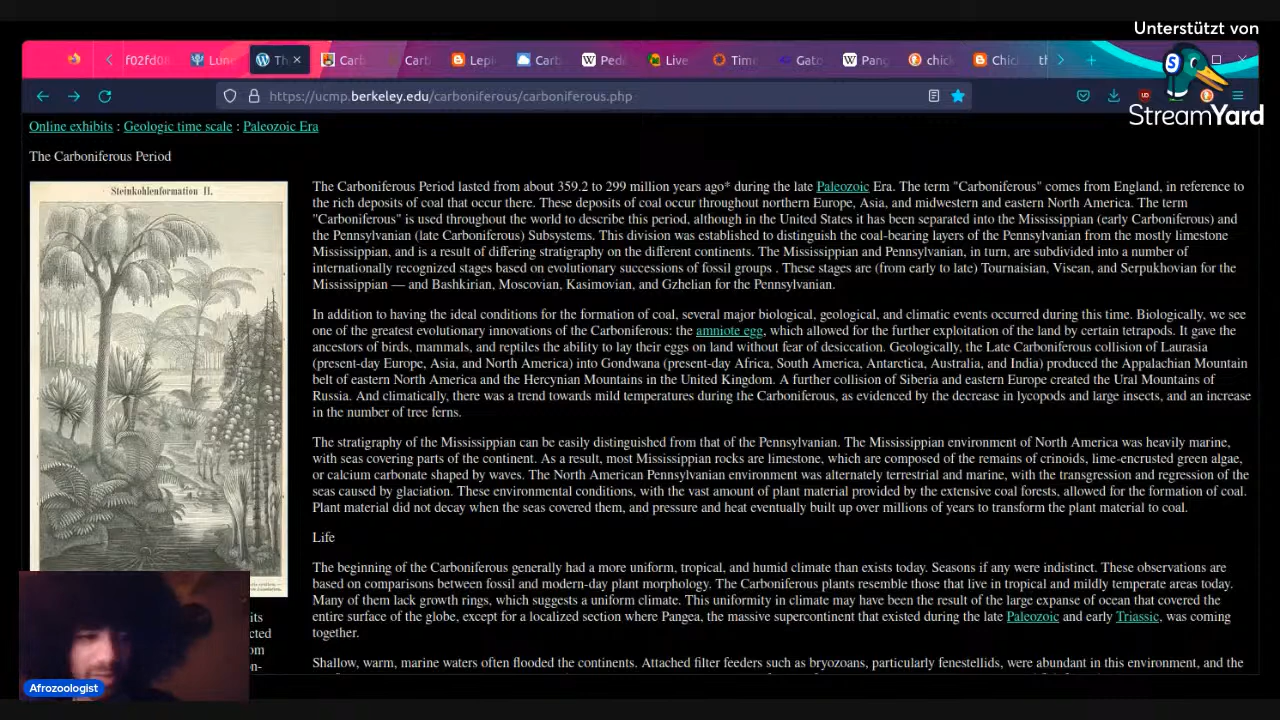 Unterstützt von
StreamYard
f02fd0
Lun
Th
Carb
Cart
Lepi
Carb
Ped
Live
Time
Gato
Pang
chick
Chic
th
https://ucmp.berkeley.edu/carboniferous/carboniferous.php
Online exhibits : Geologic time scale : Paleozoic Era
The Carboniferous Period
Steinkohlenformation II.
The Carboniferous Period lasted from about 359.2 to 299 million years ago* during the late Paleozoic Era. The term "Carboniferous" comes from England, in reference to
the rich deposits of coal that occur there. These deposits of coal occur throughout northern Europe, Asia, and midwestern and eastern North America. The term
"Carboniferous" is used throughout the world to describe this period, although in the United States it has been separated into the Mississippian (early Carboniferous) and
the Pennsylvanian (late Carboniferous) Subsystems. This division was established to distinguish the coal-bearing layers of the Pennsylvanian from the mostly limestone
Mississippian, and is a result of differing stratigraphy on the different continents. The Mississippian and Pennsylvanian, in turn, are subdivided into a number of
internationally recognized stages based on evolutionary successions of fossil groups . These stages are (from early to late) Tournaisian, Visean, and Serpukhovian for the
Mississippian — and Bashkirian, Moscovian, Kasimovian, and Gzhelian for the Pennsylvanian.
In addition to having the ideal conditions for the formation of coal, several major biological, geological, and climatic events occurred during this time. Biologically, we see
one of the greatest evolutionary innovations of the Carboniferous: the amniote egg, which allowed for the further exploitation of the land by certain tetrapods. It gave the
ancestors of birds, mammals, and reptiles the ability to lay their eggs on land without fear of desiccation. Geologically, the Late Carboniferous collision of Laurasia
(present-day Europe, Asia, and North America) into Gondwana (present-day Africa, South America, Antarctica, Australia, and India) produced the Appalachian Mountain
belt of eastern North America and the Hercynian Mountains in the United Kingdom. A further collision of Siberia and eastern Europe created the Ural Mountains of
Russia. And climatically, there was a trend towards mild temperatures during the Carboniferous, as evidenced by the decrease in lycopods and large insects, and an increase
in the number of tree ferns.
The stratigraphy of the Mississippian can be easily distinguished from that of the Pennsylvanian. The Mississippian environment of North America was heavily marine,
with seas covering parts of the continent. As a result, most Mississippian rocks are limestone, which are composed of the remains of crinoids, lime-encrusted green algae,
or calcium carbonate shaped by waves. The North American Pennsylvanian environment was alternately terrestrial and marine, with the transgression and regression of the
seas caused by glaciation. These environmental conditions, with the vast amount of plant material provided by the extensive coal forests, allowed for the formation of coal.
Plant material did not decay when the seas covered them, and pressure and heat eventually built up over millions of years to transform the plant material to coal.
Life
The beginning of the Carboniferous generally had a more uniform, tropical, and humid climate than exists today. Seasons if any were indistinct. These observations are
based on comparisons between fossil and modern-day plant morphology. The Carboniferous plants resemble those that live in tropical and mildly temperate areas today.
Many of them lack growth rings, which suggests a uniform climate. This uniformity in climate may have been the result of the large expanse of ocean that covered the
entire surface of the globe, except for a localized section where Pangea, the massive supercontinent that existed during the late Paleozoic and early Triassic, was coming
together.
Shallow, warm, marine waters often flooded the continents. Attached filter feeders such as bryozoans, particularly fenestellids, were abundant in this environment, and the
its
cted
om
on-
Afrozoologist